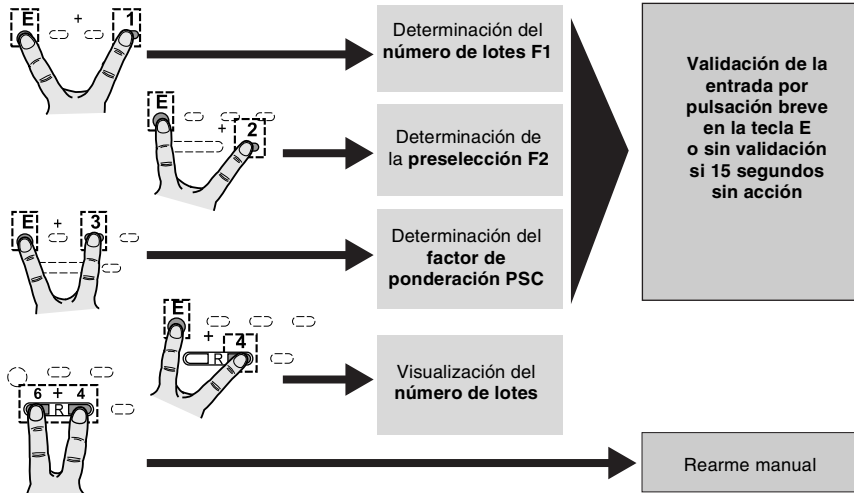 E + 1
Determinación del
número de lotes F1
E
+ 2
Determinación de
la preselección F2
E + 3
Determinación del
factor de
ponderación PSC
E
+ 4
R
Visualización del
número de lotes
6 + 4
R
Validación de la
entrada por
pulsación breve
en la tecla E
o sin validación
si 15 segundos
sin acción
Rearme manual